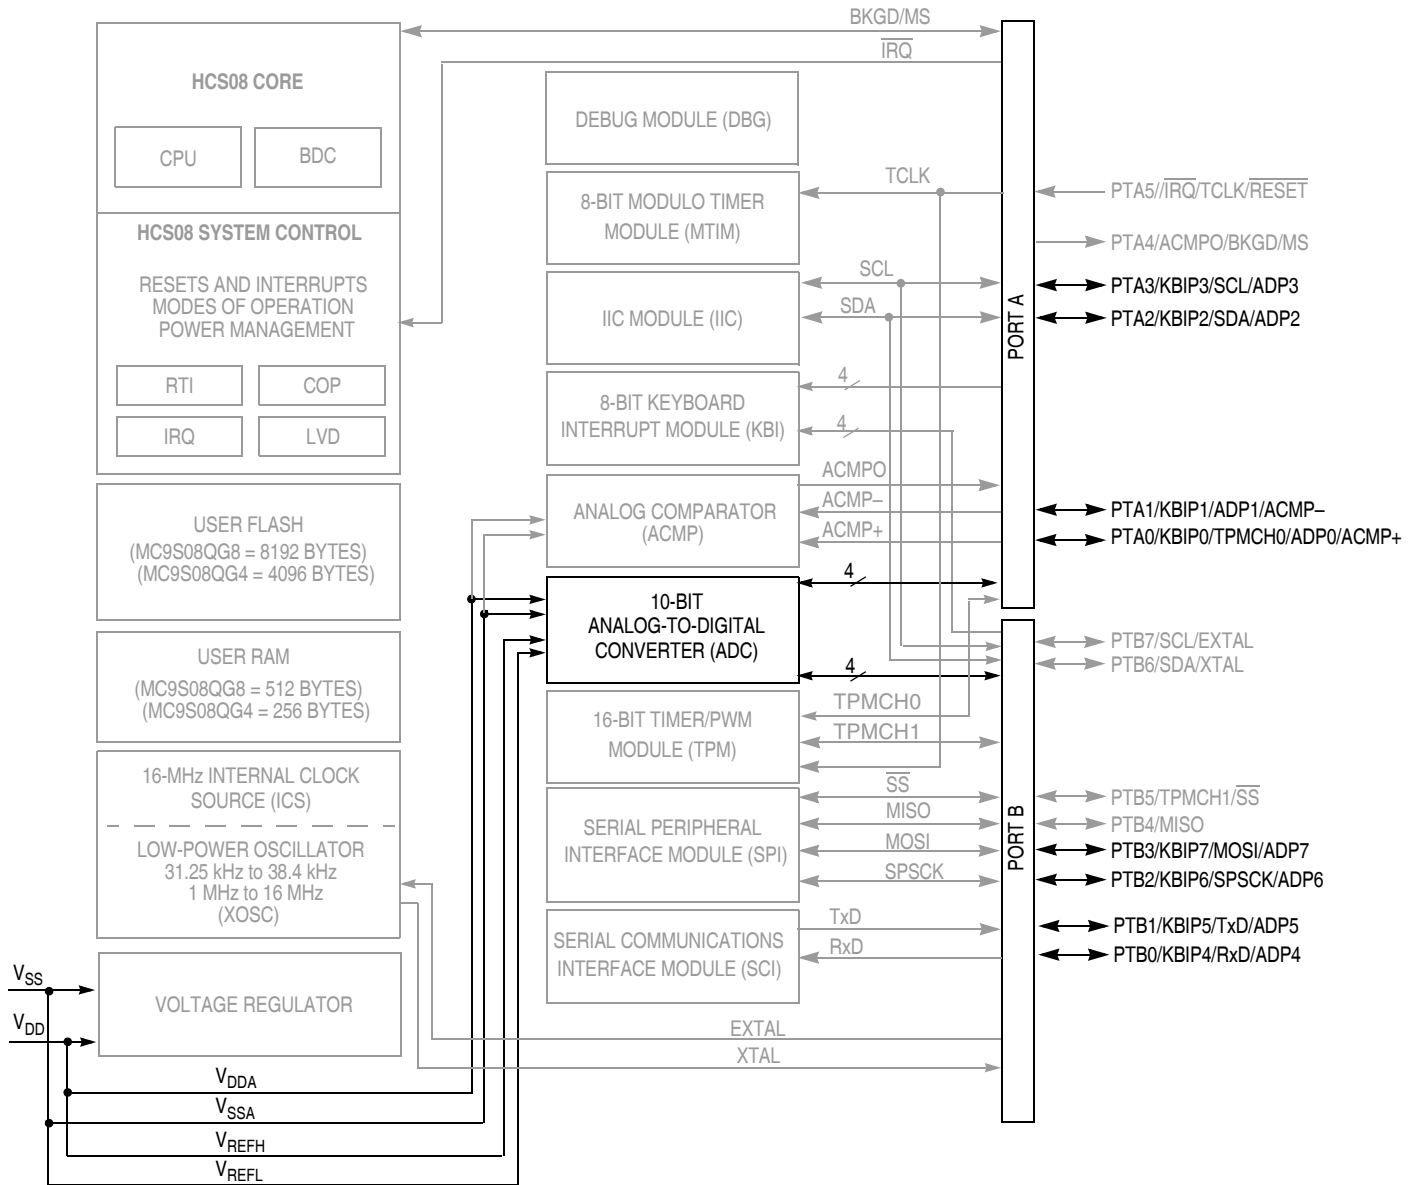 BKGD/MS
IRQ
HCS08 CORE
CPU
BDC
HCS08 SYSTEM CONTROL
RESETS AND INTERRUPTS
MODES OF OPERATION
POWER MANAGEMENT
RTI
COP
IRQ
LVD
USER FLASH
(MC9S08QG8 = 8192 BYTES)
(MC9S08QG4 = 4096 BYTES)
USER RAM
(MC9S08QG8 = 512 BYTES)
(MC9S08QG4 = 256 BYTES)
16-MHz INTERNAL CLOCK
SOURCE (ICS)
LOW-POWER OSCILLATOR
31.25 kHz to 38.4 kHz
1 MHz to 16 MHz
(XOSC)
VOLTAGE REGULATOR
VSS
VDD
VDDA
VSSA
VREFH
VREFL
DEBUG MODULE (DBG)
8-BIT MODULO TIMER
MODULE (MTIM)
TCLK
IIC MODULE (IIC)
SCL
SDA
8-BIT KEYBOARD
INTERRUPT MODULE (KBI)
4
4
ANALOG COMPARATOR
(ACMP)
ACMPO
ACMP–
ACMP+
10-BIT
ANALOG-TO-DIGITAL
CONVERTER (ADC)
4
4
16-BIT TIMER/PWM
MODULE (TPM)
TPMCH0
TPMCH1
SERIAL PERIPHERAL
INTERFACE MODULE (SPI)
SS
MISO
MOSI
SPSCK
SERIAL COMMUNICATIONS
INTERFACE MODULE (SCI)
TxD
RxD
EXTAL
XTAL
PORT A
PORT B
PTA5//IRQ/TCLK/RESET
PTA4/ACMPO/BKGD/MS
PTA3/KBIP3/SCL/ADP3
PTA2/KBIP2/SDA/ADP2
PTA1/KBIP1/ADP1/ACMP–
PTA0/KBIP0/TPMCH0/ADP0/ACMP+
PTB7/SCL/EXTAL
PTB6/SDA/XTAL
PTB5/TPMCH1/SS
PTB4/MISO
PTB3/KBIP7/MOSI/ADP7
PTB2/KBIP6/SPSCK/ADP6
PTB1/KBIP5/TxD/ADP5
PTB0/KBIP4/RxD/ADP4